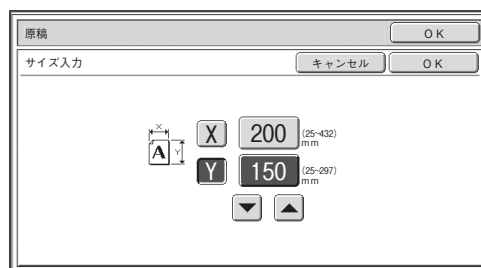 原稿 OK
サイズ入力 キャンセル OK
X
A Y
X 200 (25~432) mm
Y 150 (25~297) mm